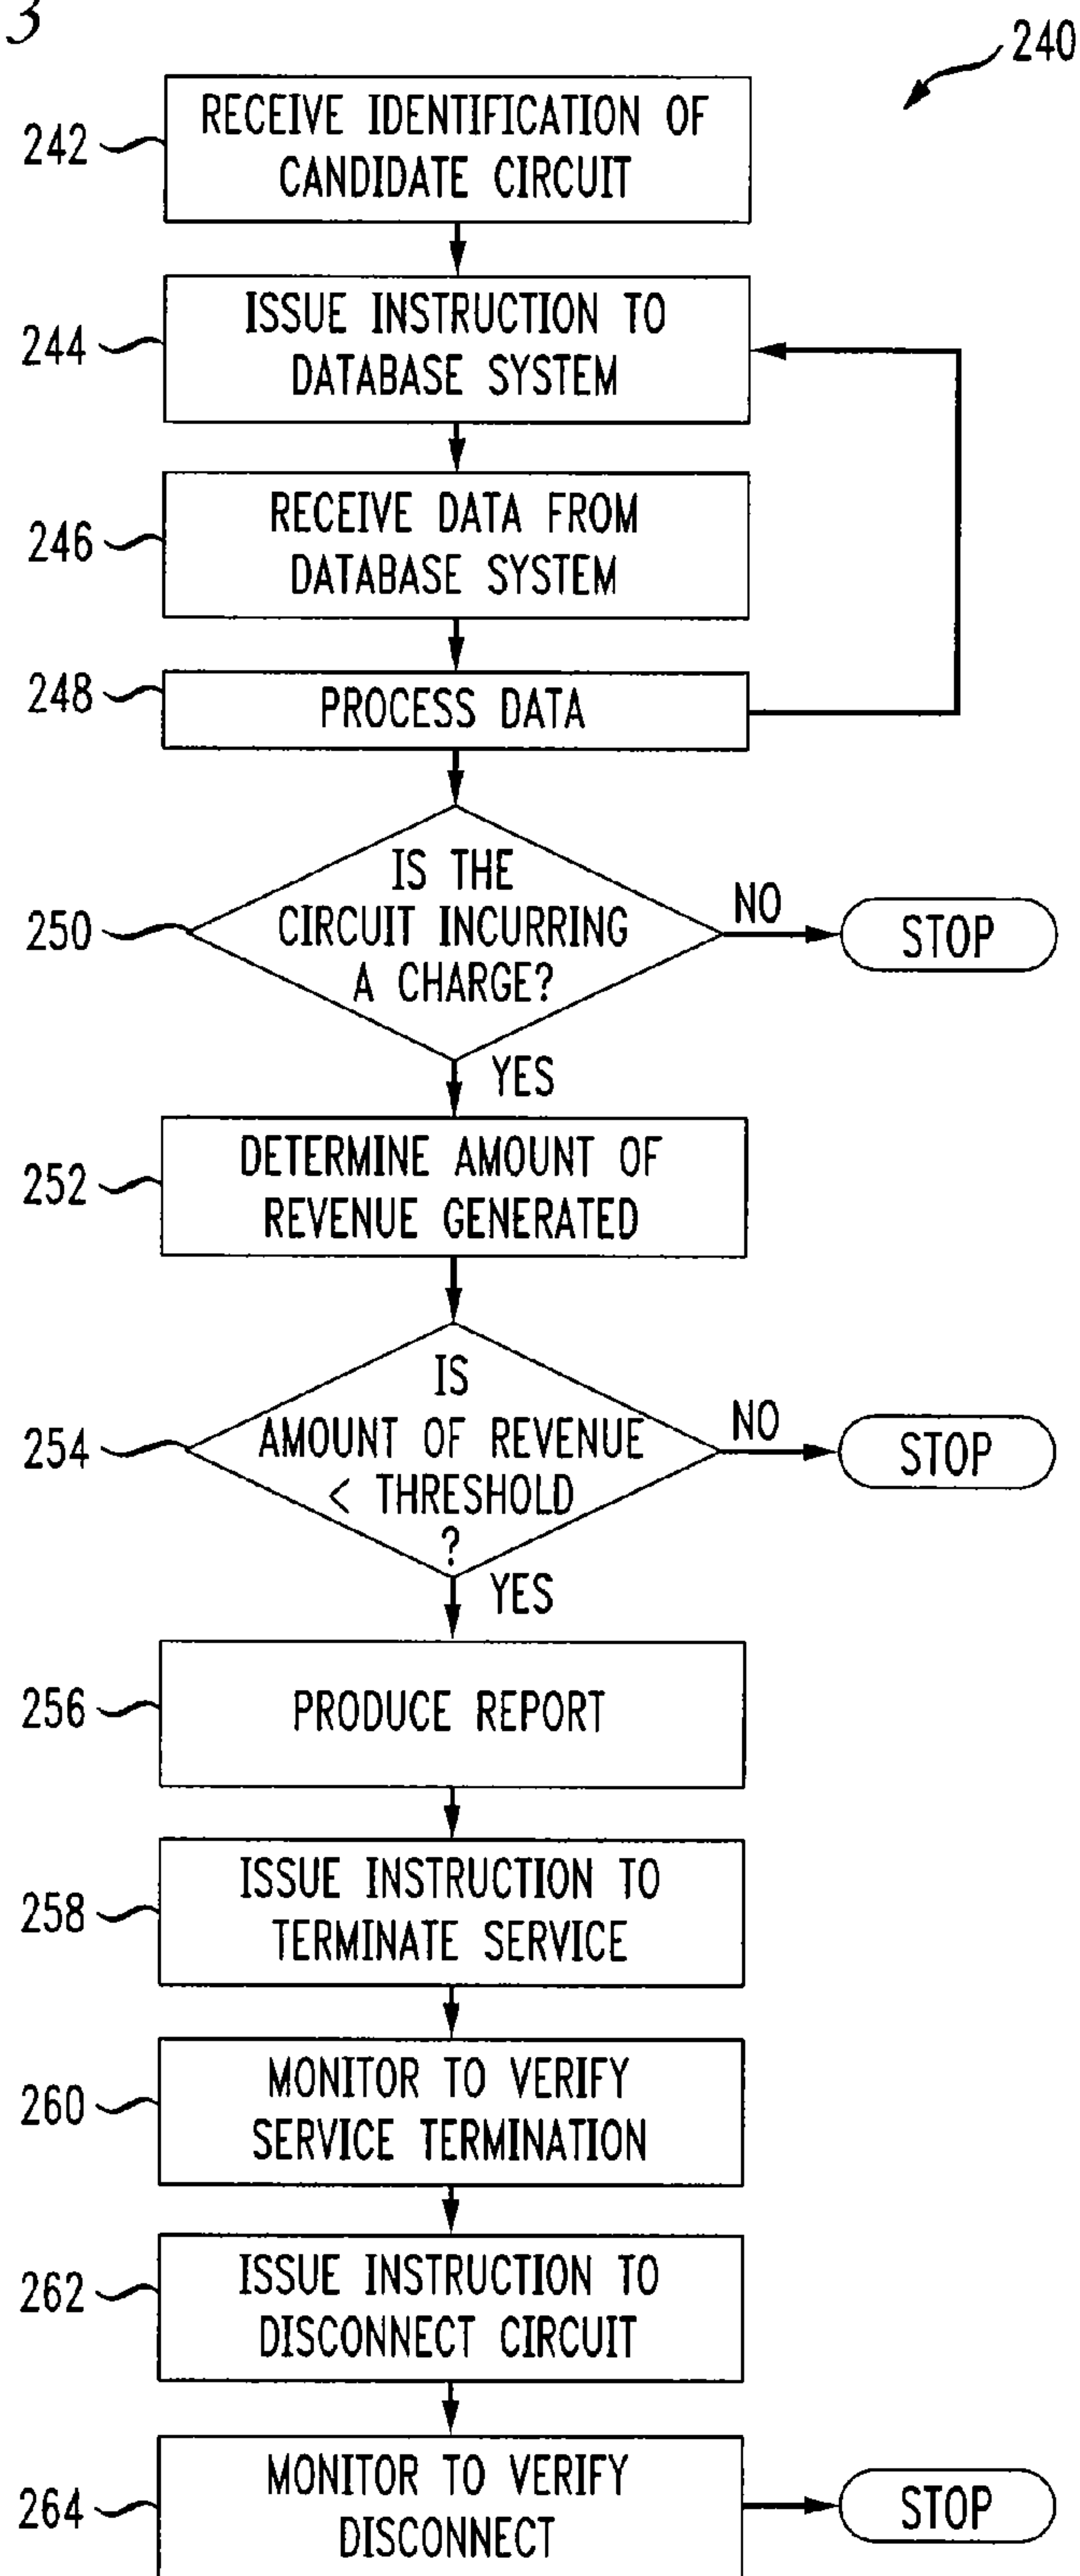 3
240
242
RECEIVE IDENTIFICATION OF
CANDIDATE CIRCUIT
244
ISSUE INSTRUCTION TO
DATABASE SYSTEM
246
RECEIVE DATA FROM
DATABASE SYSTEM
248
PROCESS DATA
250
IS THE
CIRCUIT INCURRING
A CHARGE?
NO
STOP
YES
252
DETERMINE AMOUNT OF
REVENUE GENERATED
254
IS
AMOUNT OF REVENUE
< THRESHOLD
?
NO
STOP
YES
256
PRODUCE REPORT
258
ISSUE INSTRUCTION TO
TERMINATE SERVICE
260
MONITOR TO VERIFY
SERVICE TERMINATION
262
ISSUE INSTRUCTION TO
DISCONNECT CIRCUIT
264
MONITOR TO VERIFY
DISCONNECT
STOP